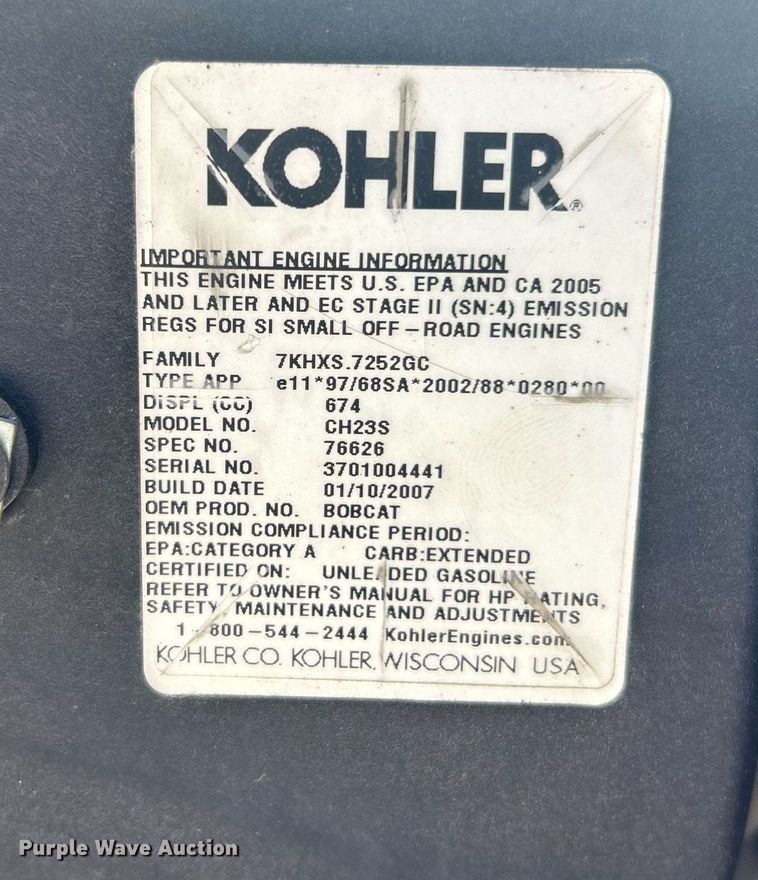 KOHLER®
IMPORTANT ENGINE INFORMATION
THIS ENGINE MEETS U.S. EPA AND CA 2005
AND LATER AND EC STAGE II (SN:4) EMISSION
REGS FOR SI SMALL OFF-ROAD ENGINES
FAMILY 7KHXS.7252GC
TYPE APP e11*97/68SA*2002/88*0280*00
DISPL (CC) 674
MODEL NO. CH23S
SPEC NO. 76626
SERIAL NO. 3701004441
BUILD DATE 01/10/2007
OEM PROD. NO. BOBCAT
EMISSION COMPLIANCE PERIOD:
EPA:CATEGORY A CARB:EXTENDED
CERTIFIED ON: UNLEADED GASOLINE
REFER TO OWNER'S MANUAL FOR HP RATING,
SAFETY, MAINTENANCE AND ADJUSTMENTS
1-800-544-2444 KohlerEngines.com
KOHLER CO. KOHLER, WISCONSIN USA
Purple Wave Auction